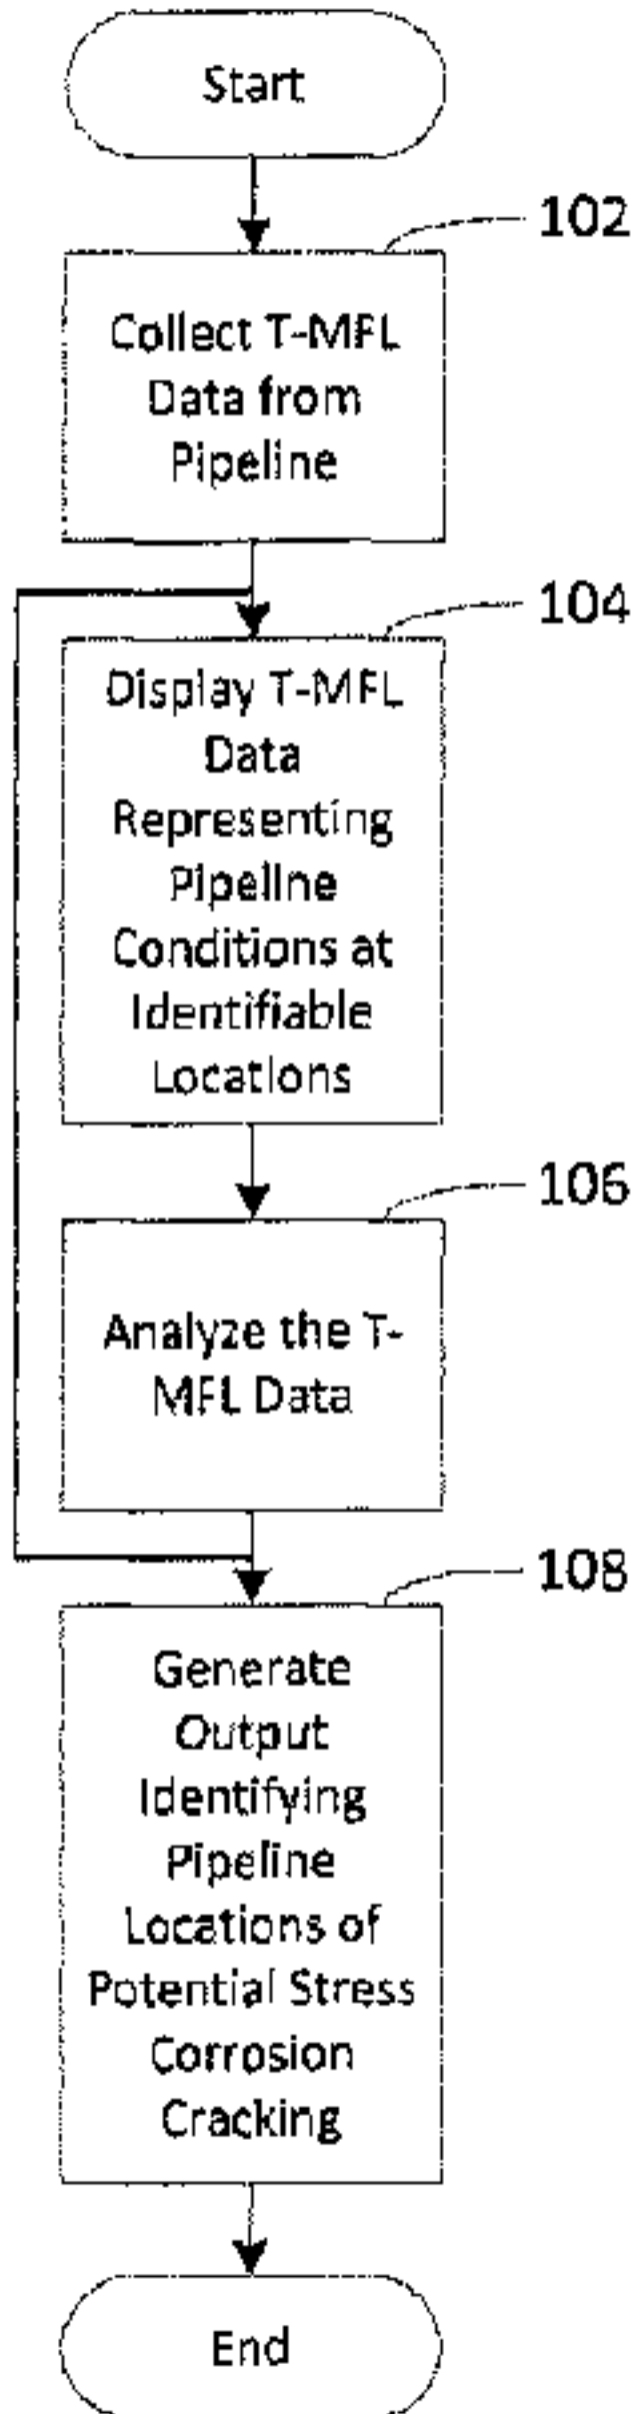 Start
102
Collect T-MFL
Data from
Pipeline
104
Display T-MFL
Data
Representing
Pipeline
Conditions at
Identifiable
Locations
106
Analyze the T-
MFL Data
108
Generate
Output
Identifying
Pipeline
Locations of
Potential Stress
Corrosion
Cracking
End